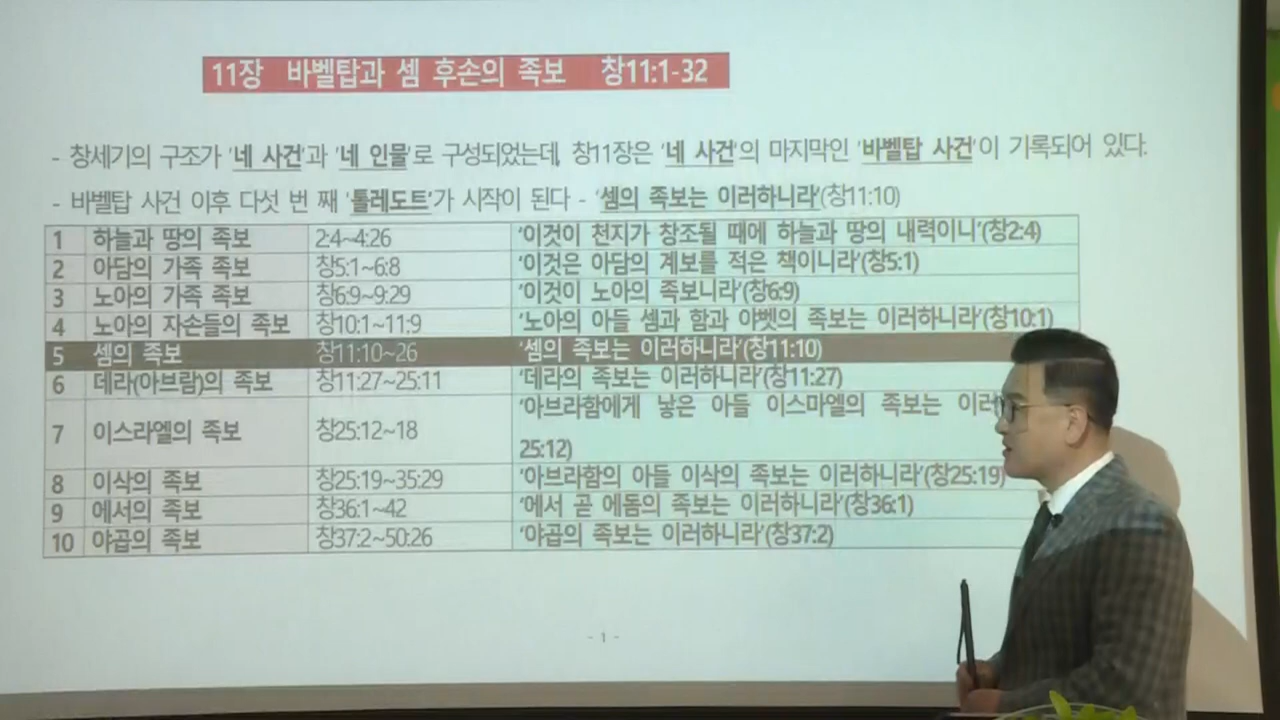 11장 바벨탑과 셈 후손의 족보 창11:1-32
- 창세기의 구조가 '네 사건'과 '네 인물'로 구성되었는데, 창11장은 '네 사건'의 마지막인 '바벨탑 사건'이 기록되어 있다.
- 바벨탑 사건 이후 다섯 번 째 '톨레도트'가 시작이 된다 - '셈의 족보는 이러하니라'(창11:10)
1 하늘과 땅의 족보 2:4~4:26 '이것이 천지가 창조될 때에 하늘과 땅의 내력이니'(창2:4)
2 아담의 가족 족보 창5:1~6:8 '이것은 아담의 계보를 적은 책이니라'(창5:1)
3 노아의 가족 족보 창6:9~9:29 '이것이 노아의 족보니라'(창6:9)
4 노아의 자손들의 족보 창10:1~11:9 '노아의 아들 셈과 함과 야벳의 족보는 이러하니라'(창10:1)
5 셈의 족보 창11:10~26 '셈의 족보는 이러하니라'(창11:10)
6 데라(아브람)의 족보 창11:27~25:11 '데라의 족보는 이러하니라'(창11:27)
7 이스라엘의 족보 창25:12~18 '아브라함에게 낳은 아들 이스마엘의 족보는 이러
25:12)
8 이삭의 족보 창25:19~35:29 '아브라함의 아들 이삭의 족보는 이러하니라'(창25:19)
9 에서의 족보 창36:1~42 '에서 곧 에돔의 족보는 이러하니라'(창36:1)
10 야곱의 족보 창37:2~50:26 '야곱의 족보는 이러하니라'(창37:2)
- 1 -